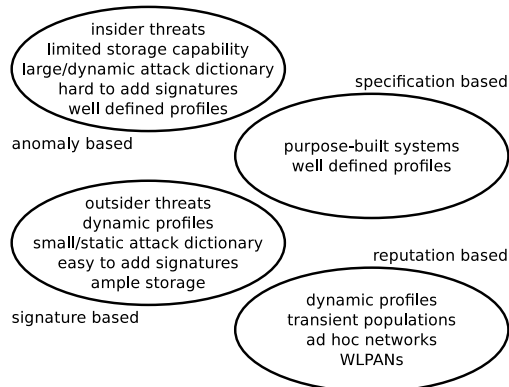 insider threats
limited storage capability
large/dynamic attack dictionary
hard to add signatures
well defined profiles
anomaly based
specification based
purpose-built systems
well defined profiles
outsider threats
dynamic profiles
small/static attack dictionary
easy to add signatures
ample storage
signature based
reputation based
dynamic profiles
transient populations
ad hoc networks
WLPANs